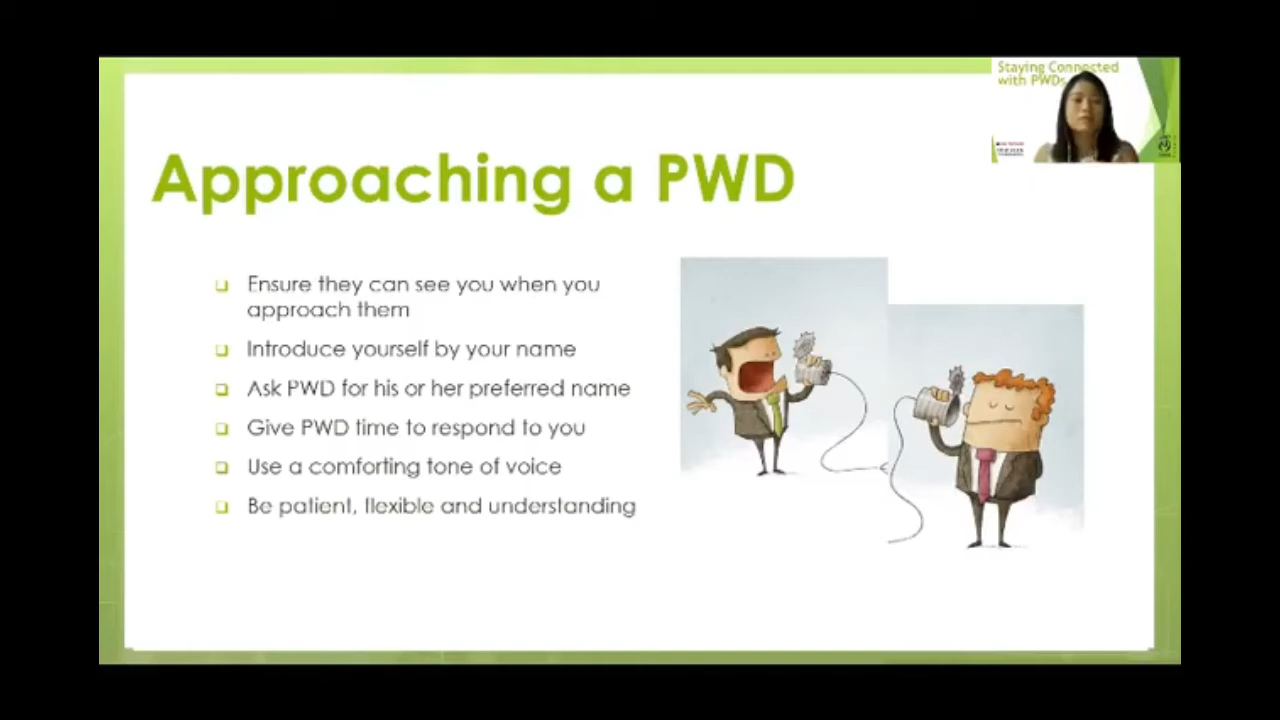 Staying Connected
with PWDs
Approaching a PWD
Ensure they can see you when you
approach them
Introduce yourself by your name
Ask PWD for his or her preferred name
Give PWD time to respond to you
Use a comforting tone of voice
Be patient, flexible and understanding